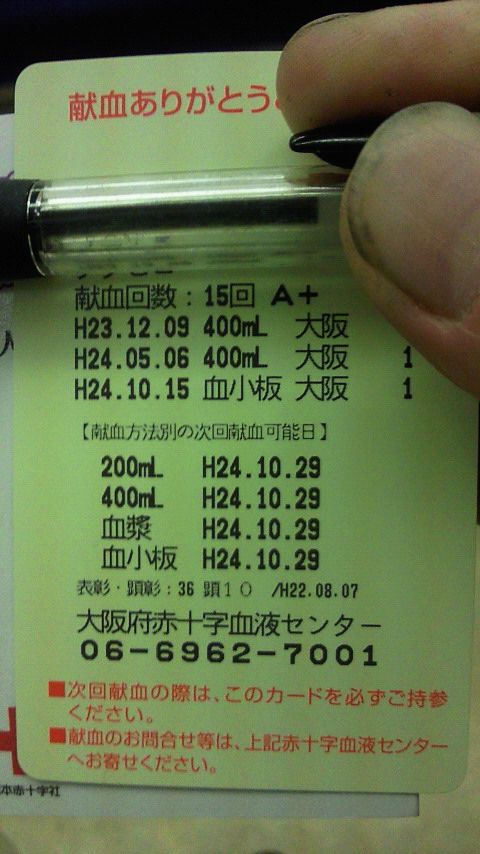 献血ありがとう
献血回数：15回 A+
H23.12.09 400mL 大阪
H24.05.06 400mL 大阪 1
H24.10.15 血小板 大阪 1
【献血方法別の次回献血可能日】
200mL H24.10.29
400mL H24.10.29
血漿 H24.10.29
血小板 H24.10.29
表彰・顕彰：36 頭10 /H22.08.07
大阪府赤十字血液センター
06-6962-7001
■次回献血の際は、このカードを必ずご持参
ください。
■献血のお問合せ等は、上記赤十字血液センター
へお寄せください。
本赤十字社